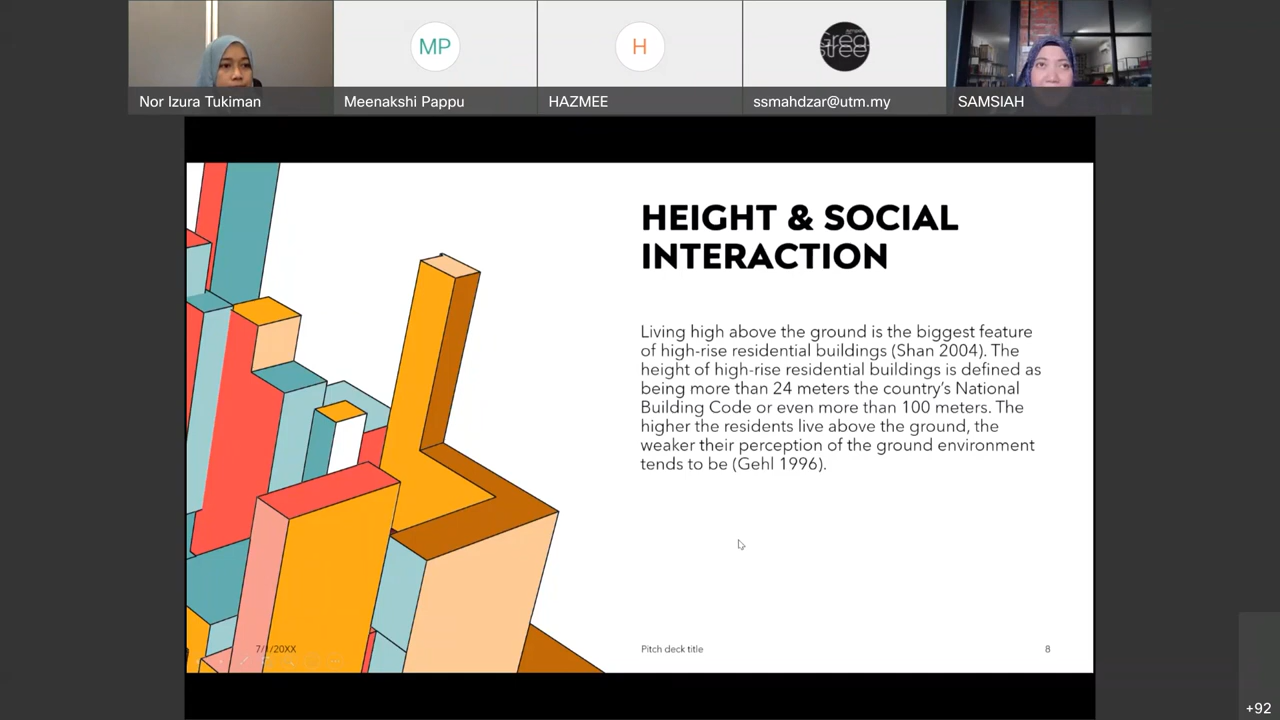 MP
H
great
street
Nor Izura Tukiman
Meenakshi Pappu
HAZMEE
ssmahdzar@utm.my
SAMSIAH
HEIGHT & SOCIAL
INTERACTION
Living high above the ground is the biggest feature
of high-rise residential buildings (Shan 2004). The
height of high-rise residential buildings is defined as
being more than 24 meters the country’s National
Building Code or even more than 100 meters. The
higher the residents live above the ground, the
weaker their perception of the ground environment
tends to be (Gehl 1996).
7/1/20XX
Pitch deck title
8
+92